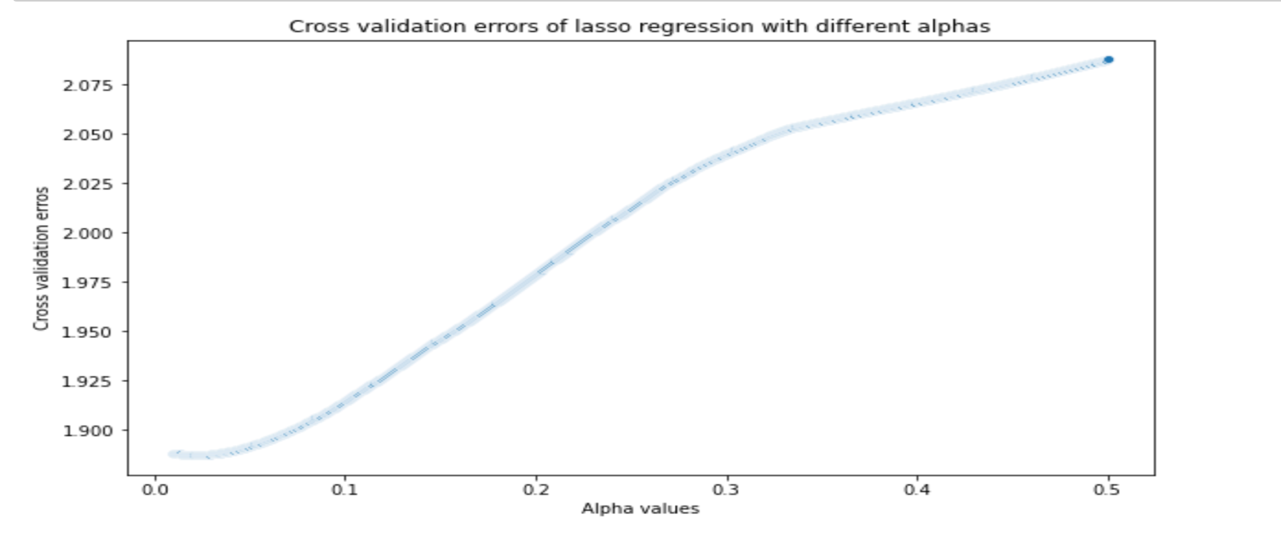 Cross validation errors of lasso regression with different alphas
2.075
2.050
2.025
2.000
1.975
1.950
1.925
1.900
Cross validation erros
0.0 0.1 0.2 0.3 0.4 0.5
Alpha values